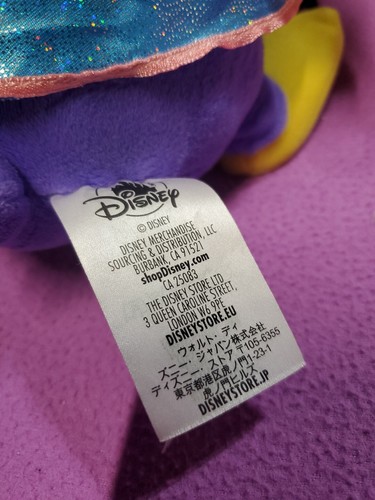 DISNEY
© DISNEY
DISNEY MERCHANDISE
SOURCING & DISTRIBUTION, LLC
BURBANK, CA 91521
shopDisney.com
CA 25083
THE DISNEY STORE LTD
3 QUEEN CAROLINE STREET,
LONDON W6 9PE
DISNEYSTORE.EU
ウォルト・ディ
ズニー・ジャパン株式会社
ディズニー・ストア 〒105-6355
東京都港区虎ノ門1-23-1
虎ノ門ヒルズ
DISNEYSTORE.JP